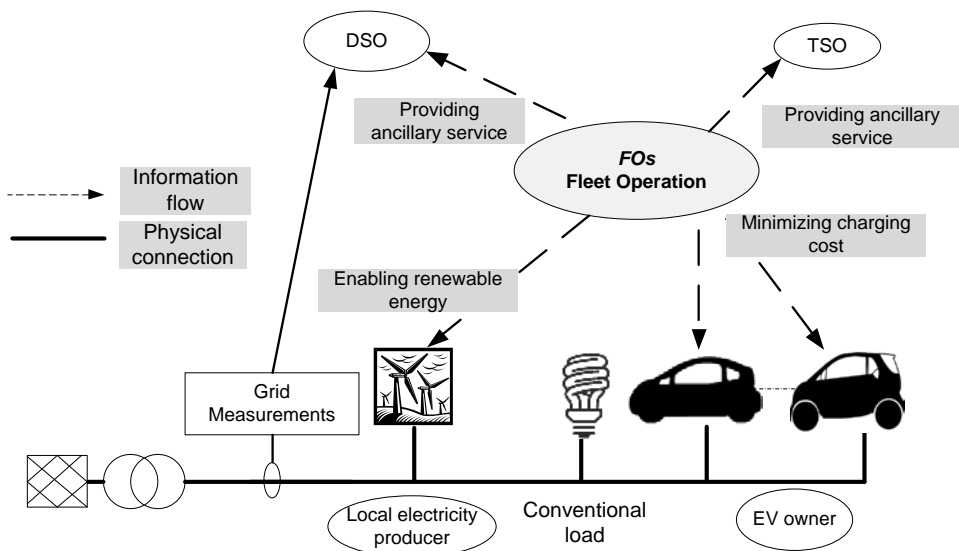 DSO
TSO
Providing
ancillary service
Providing ancillary
service
FOs
Fleet Operation
Information
flow
Physical
connection
Minimizing charging
cost
Enabling renewable
energy
Grid
Measurements
Local electricity
producer
Conventional
load
EV owner